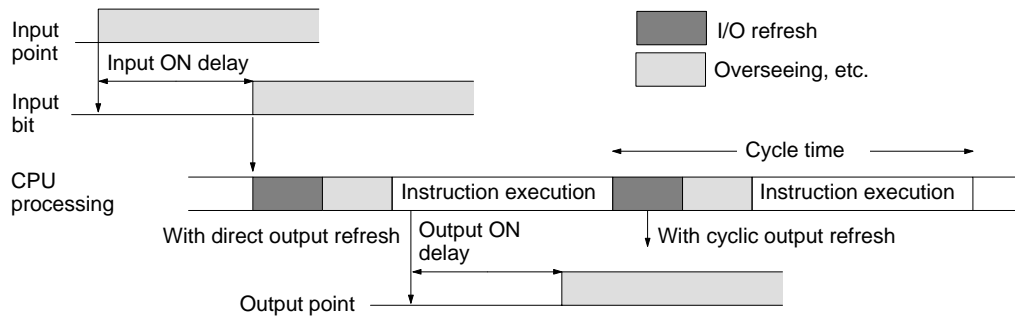 Input
point
I/O refresh
Input ON delay
Overseeing, etc.
Input
bit
Cycle time
CPU
processing
Instruction execution
Instruction execution
With direct output refresh
Output ON
delay
With cyclic output refresh
Output point